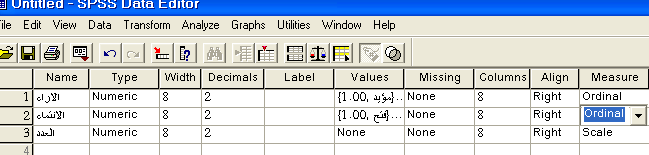 Untitled - SPSS Data Editor
File Edit View Data Transform Analyze Graphs Utilities Window Help
Name Type Width Decimals Label Values Missing Columns Align Measure
1 الاراء Numeric 8 2 {1.00, مؤيد}... None 8 Right Ordinal
2 الانتماء Numeric 8 2 {1.00, فتح}... None 8 Right Ordinal
3 العدد Numeric 8 2 None None 8 Right Scale